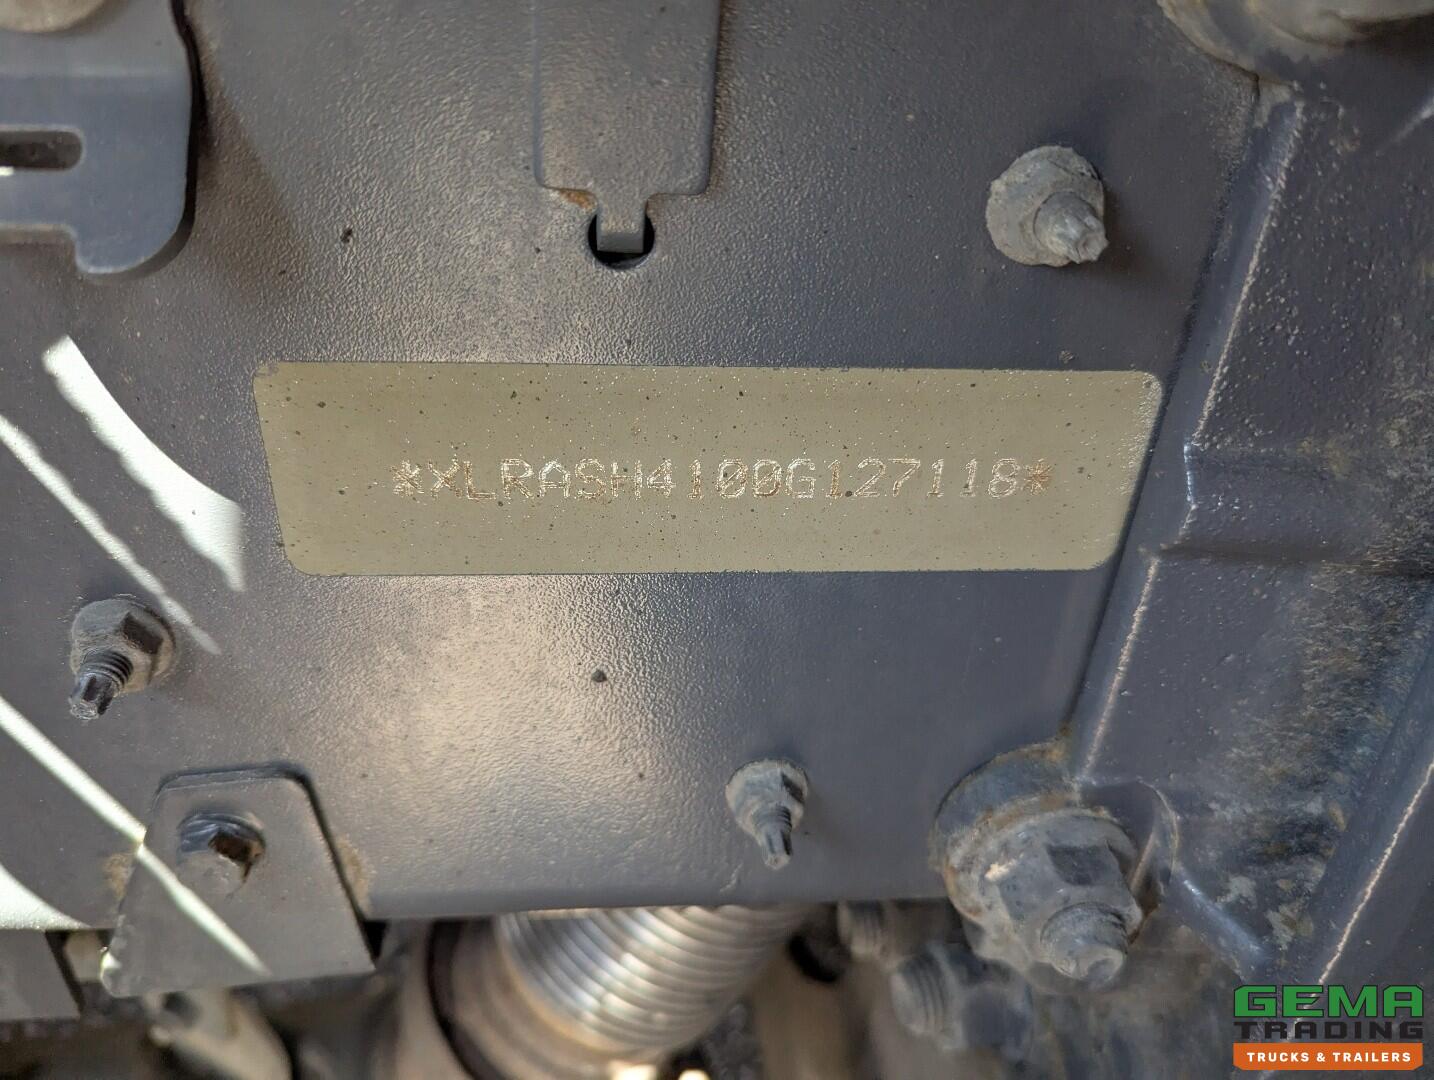 *XLRASH4100G127118*
GEMA
TRADING
TRUCKS & TRAILERS